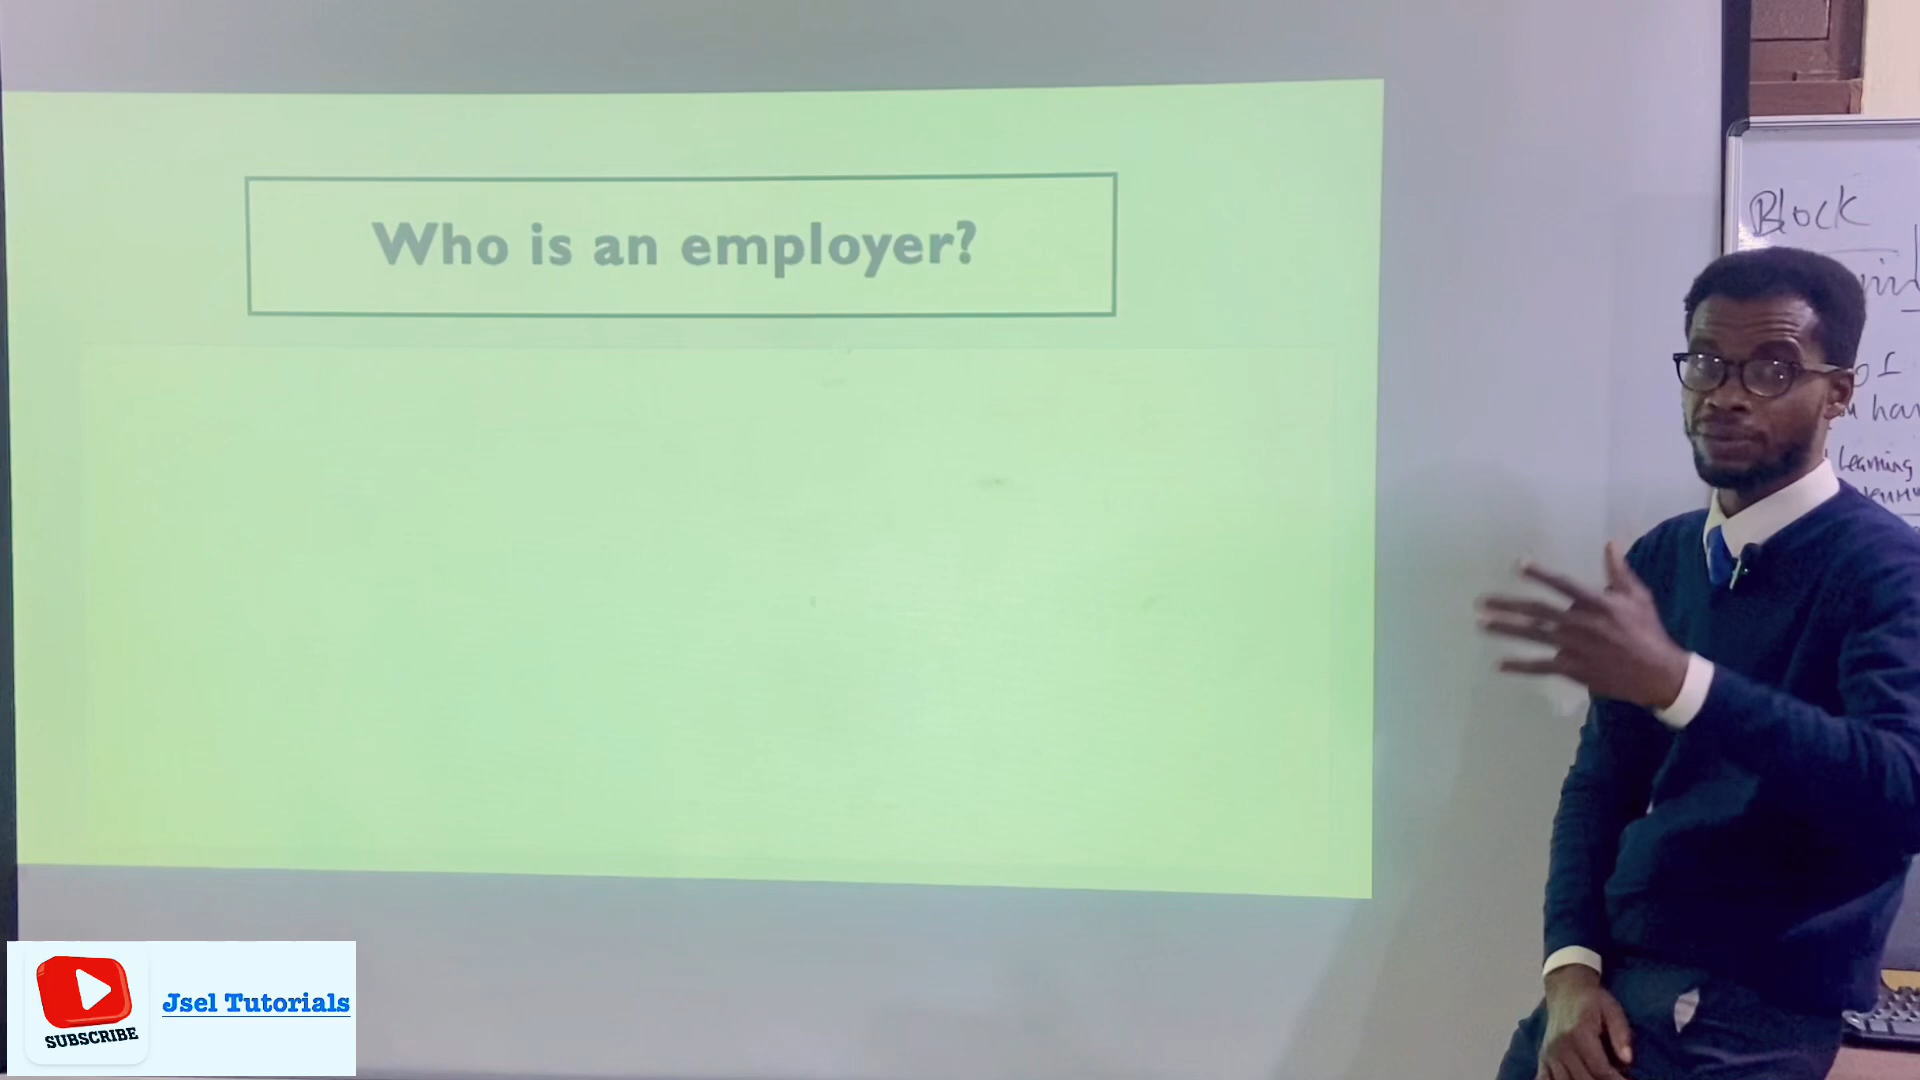 Who is an employer?
Block
Learning
SUBSCRIBE
Jsel Tutorials